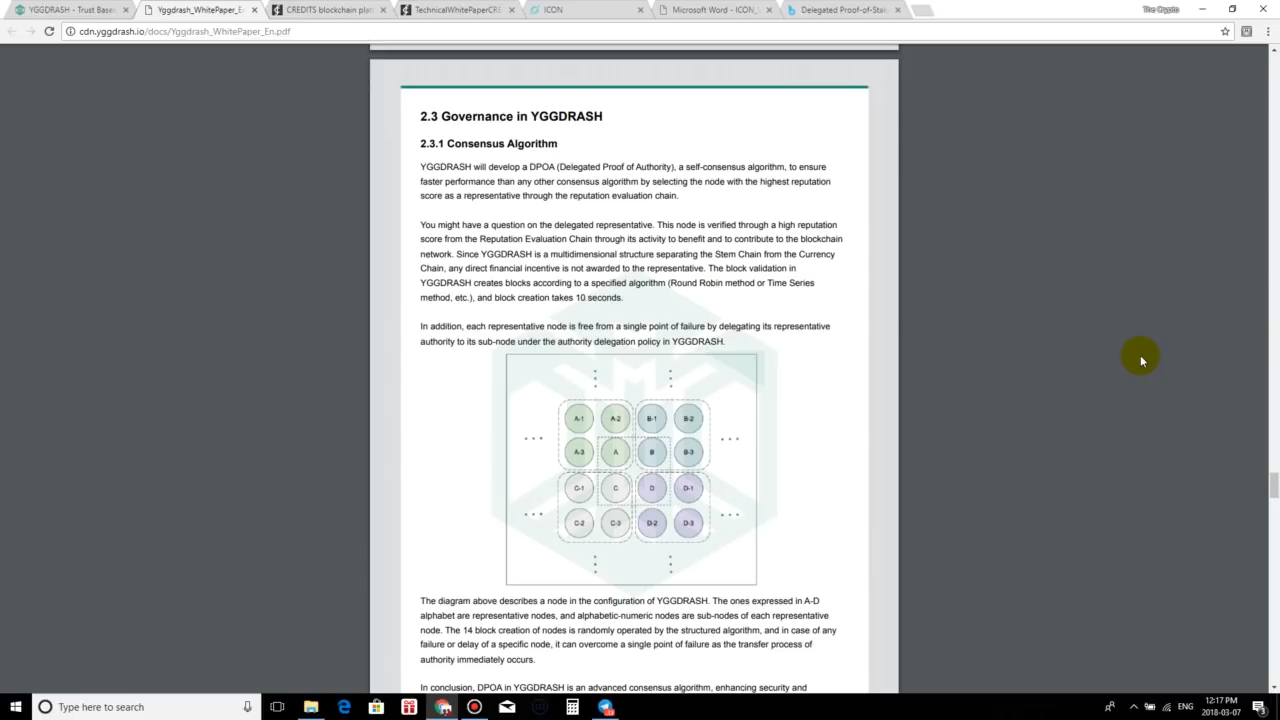 YGGDRASH - Trust Based
Yggdrash_WhitePaper_E
CREDITS blockchain plat
TechnicalWhitePaperCRE
ICON
Microsoft Word - ICON_
Delegated Proof-of-Stak
The Crypto
cdn.yggdrash.io/docs/Yggdrash_WhitePaper_En.pdf
2.3 Governance in YGGDRASH
2.3.1 Consensus Algorithm
YGGDRASH will develop a DPOA (Delegated Proof of Authority), a self-consensus algorithm, to ensure
faster performance than any other consensus algorithm by selecting the node with the highest reputation
score as a representative through the reputation evaluation chain.
You might have a question on the delegated representative. This node is verified through a high reputation
score from the Reputation Evaluation Chain through its activity to benefit and to contribute to the blockchain
network. Since YGGDRASH is a multidimensional structure separating the Stem Chain from the Currency
Chain, any direct financial incentive is not awarded to the representative. The block validation in
YGGDRASH creates blocks according to a specified algorithm (Round Robin method or Time Series
method, etc.), and block creation takes 10 seconds.
In addition, each representative node is free from a single point of failure by delegating its representative
authority to its sub-node under the authority delegation policy in YGGDRASH.
A-1 A-2 B-1 B-2
A-3 A B B-3
C-1 C D D-1
C-2 C-3 D-2 D-3
The diagram above describes a node in the configuration of YGGDRASH. The ones expressed in A-D
alphabet are representative nodes, and alphabetic-numeric nodes are sub-nodes of each representative
node. The 14 block creation of nodes is randomly operated by the structured algorithm, and in case of any
failure or delay of a specific node, it can overcome a single point of failure as the transfer process of
authority immediately occurs.
In conclusion, DPOA in YGGDRASH is an advanced consensus algorithm, enhancing security and
Type here to search
ENG
12:17 PM
2018-03-07